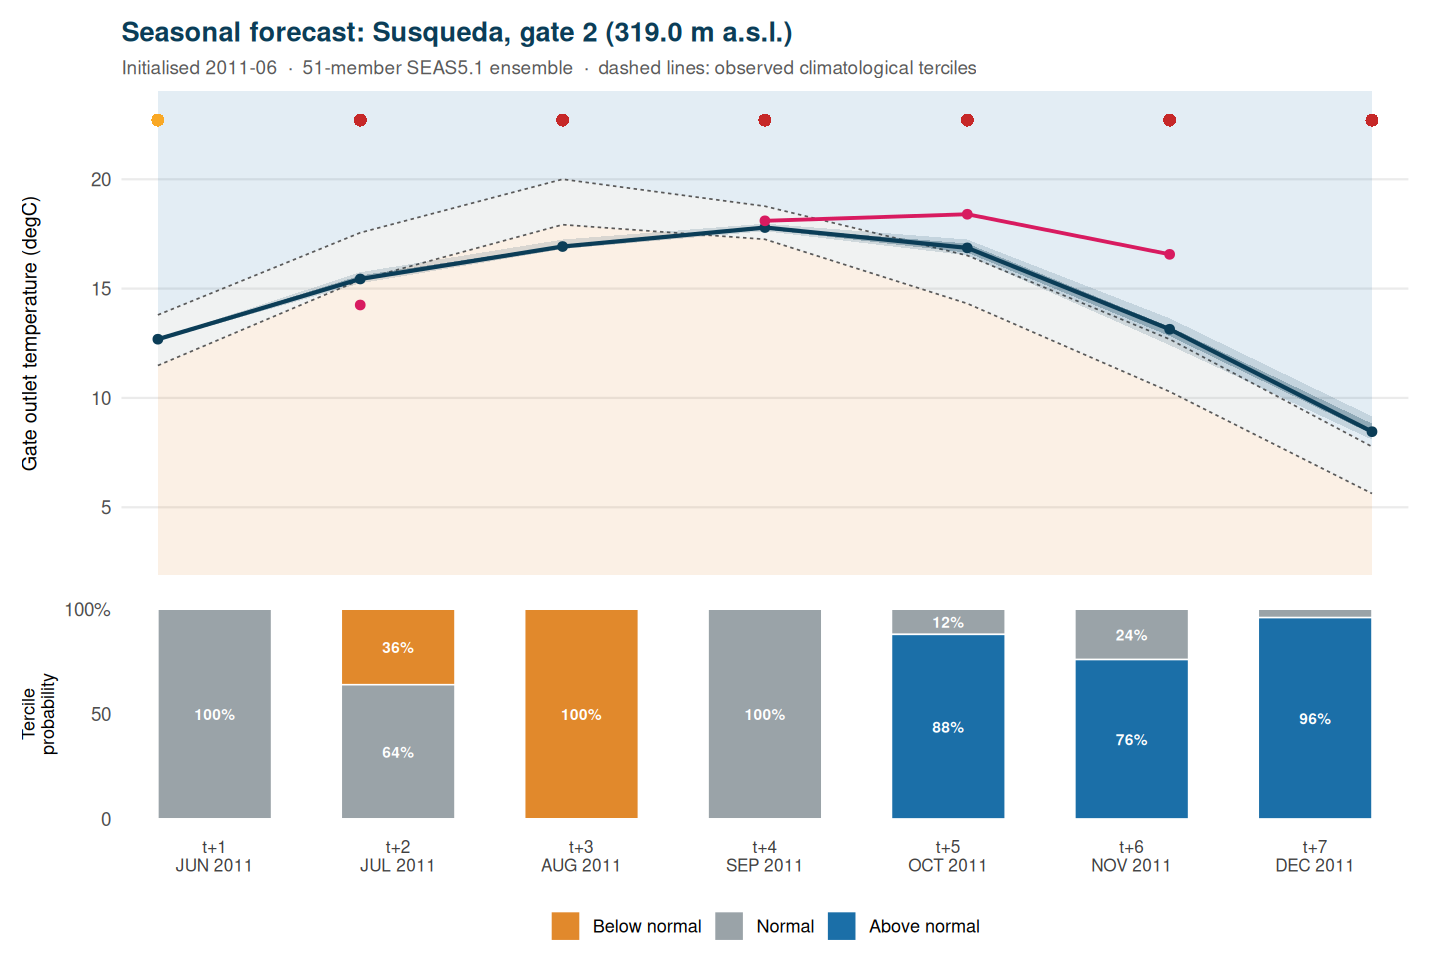 Seasonal forecast: Susqueda, gate 2 (319.0 m a.s.l.)
Initialised 2011-06 · 51-member SEAS5.1 ensemble · dashed lines: observed climatological terciles
Gate outlet temperature (degC)
20
15
10
5
Tercile
probability
100%
50
0
100%
36%
64%
100%
100%
12%
88%
24%
76%
96%
t+1
JUN 2011
t+2
JUL 2011
t+3
AUG 2011
t+4
SEP 2011
t+5
OCT 2011
t+6
NOV 2011
t+7
DEC 2011
Below normal
Normal
Above normal